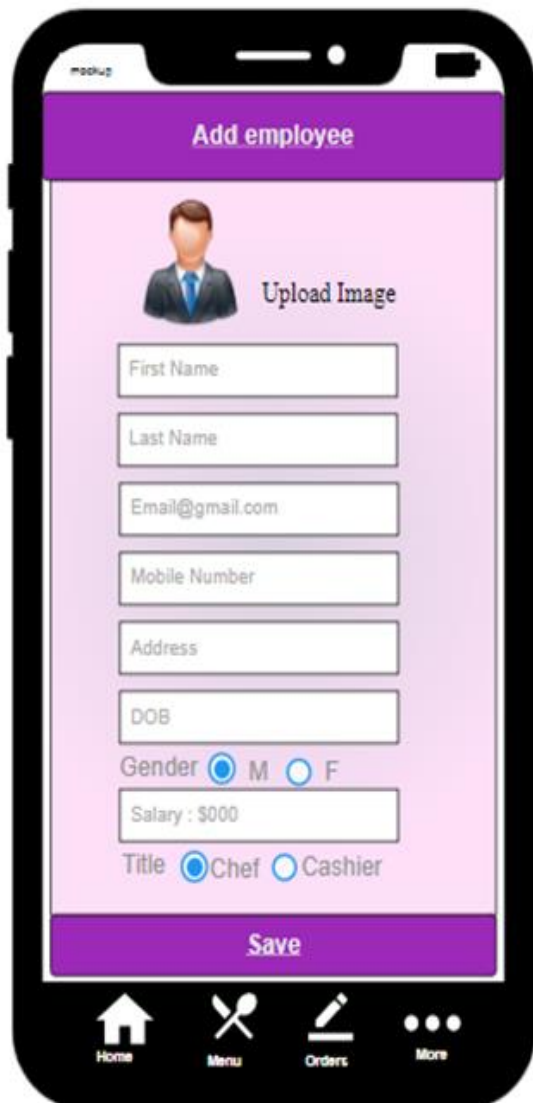 mockup
Add employee
Upload Image
First Name
Last Name
Email@gmail.com
Mobile Number
Address
DOB
Gender M F
Salary : $000
Title Chef Cashier
Save
Home Menu Orders More